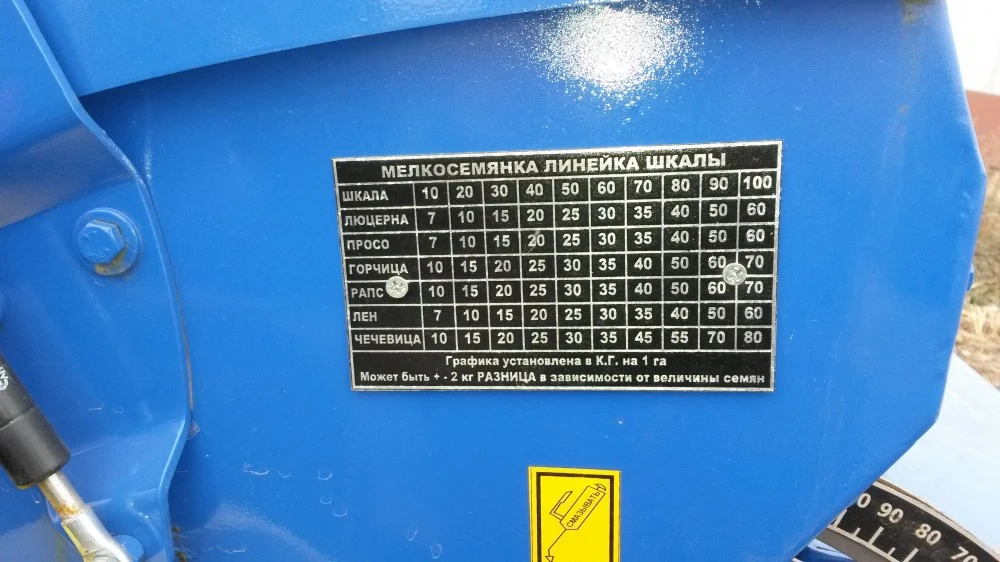 МЕЛКОСЕМЯНКА ЛИНЕЙКА ШКАЛЫ
ШКАЛА 10 20 30 40 50 60 70 80 90 100
ЛЮЦЕРНА 7 10 15 20 25 30 35 40 50 60
ПРОСО 7 10 15 20 25 30 35 40 50 60
ГОРЧИЦА 10 15 20 25 30 35 40 50 60 70
РАПС 10 15 20 25 30 35 40 50 60 70
ЛЕН 7 10 15 20 25 30 35 40 50 60
ЧЕЧЕВИЦА 10 15 20 25 30 35 45 55 70 80
Графика установлена в К.Г. на 1 га
Может быть + - 2 кг РАЗНИЦА в зависимости от величины семян
СМАЗЫВАТЬ
90 80 70